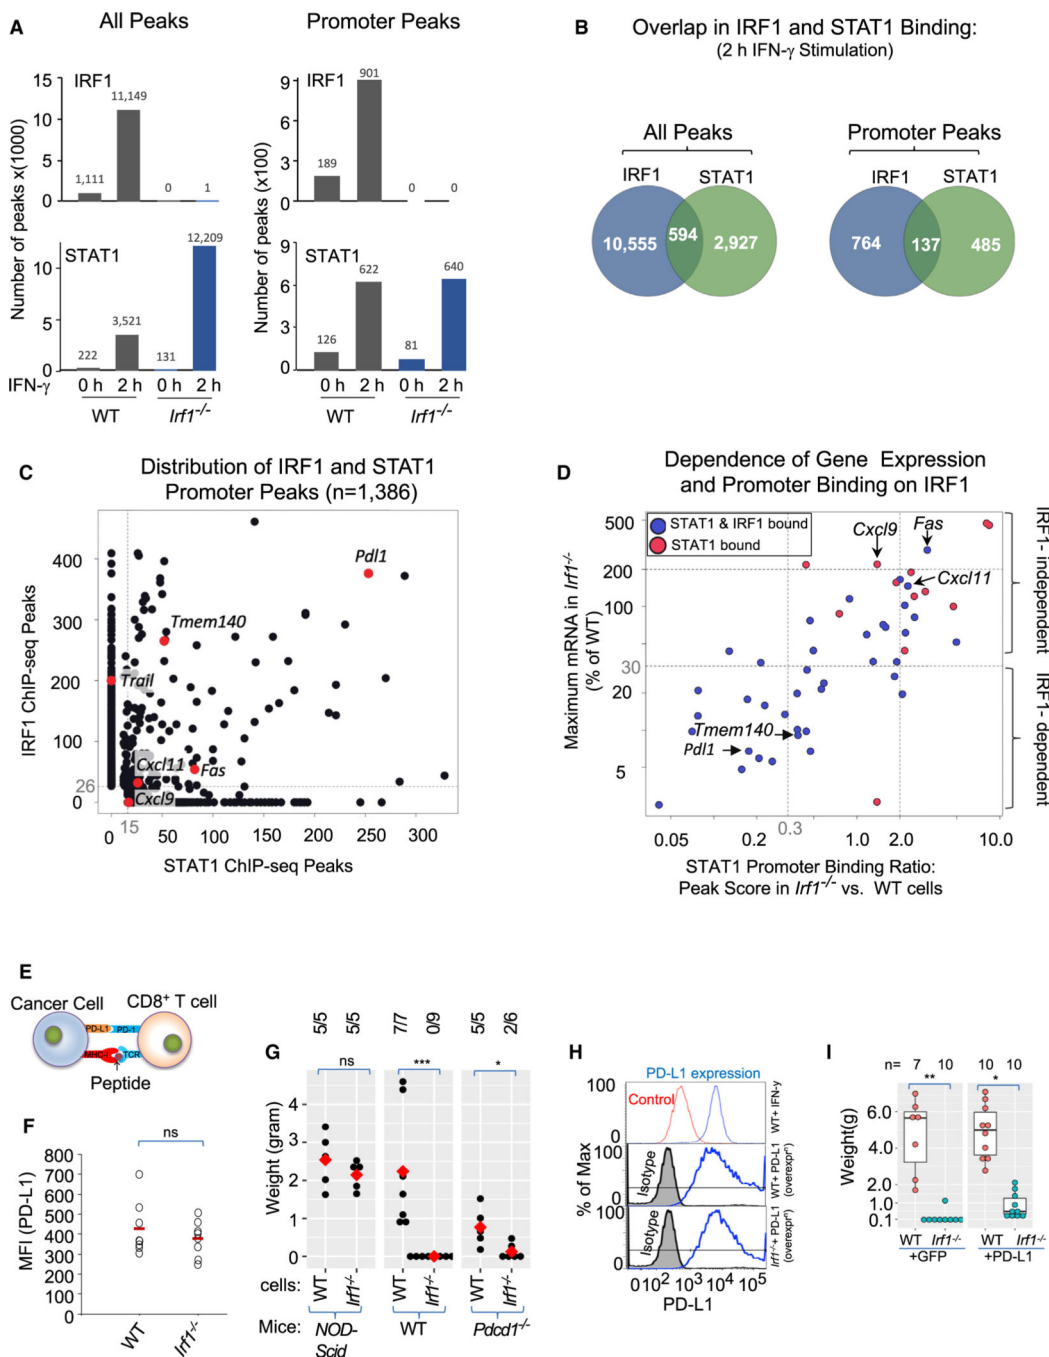 A
All Peaks
Promoter Peaks
Number of peaks x(1000)
IRF1
15
10
5
0
1,111
11,149
0
1
STAT1
10
5
0
222
3,521
131
12,209
IFN-γ
0 h
2 h
0 h
2 h
WT
Irf1-/-
Number of peaks (x100)
IRF1
9
6
3
0
189
901
0
0
STAT1
9
6
3
0
126
622
81
640
0 h
2 h
0 h
2 h
WT
Irf1-/-
B
Overlap in IRF1 and STAT1 Binding:
(2 h IFN-γ Stimulation)
All Peaks
IRF1
STAT1
10,555
594
2,927
Promoter Peaks
IRF1
STAT1
764
137
485
C
Distribution of IRF1 and STAT1
Promoter Peaks (n=1,386)
IRF1 ChIP-seq Peaks
400
300
200
100
26
0
Pdl1
Tmem140
Trail
Cxcl11
Fas
Cxcl9
15
0
50
100
150
200
250
300
STAT1 ChIP-seq Peaks
D
Dependence of Gene Expression
and Promoter Binding on IRF1
Maximum mRNA in Irf1-/-
(% of WT)
500
200
100
30
20
5
STAT1 & IRF1 bound
STAT1 bound
Cxcl9
Fas
Cxcl11
Tmem140
Pdl1
IRF1- independent
IRF1- dependent
0.05
0.2
0.3
1.0
2.0
10.0
STAT1 Promoter Binding Ratio:
Peak Score in Irf1-/- vs. WT cells
E
Cancer Cell
CD8+ T cell
PD-L1
PD-1
MHC-I
TCR
Peptide
F
MFI (PD-L1)
800
700
600
500
400
300
200
100
0
ns
WT
Irf1-/-
G
5/5
5/5
7/7
0/9
5/5
2/6
ns
***
*
Weight (gram)
4
3
2
1
0
cells:
WT
Irf1-/-
WT
Irf1-/-
WT
Irf1-/-
Mice:
NOD-
Scid
WT
Pdcd1-/-
H
PD-L1 expression
% of Max
100
Control
WT+ IFN-γ
100
Isotype
WT+ PD-L1
(overexprn)
100
Isotype
Irf1-/-+ PD-L1
(overexprn)
0 10^2 10^3 10^4 10^5
PD-L1
I
n= 7 10 10 10
**
*
Weight(g)
6.0
4.0
2.0
1.0
0.1
WT
Irf1-/-
WT
Irf1-/-
+GFP
+PD-L1